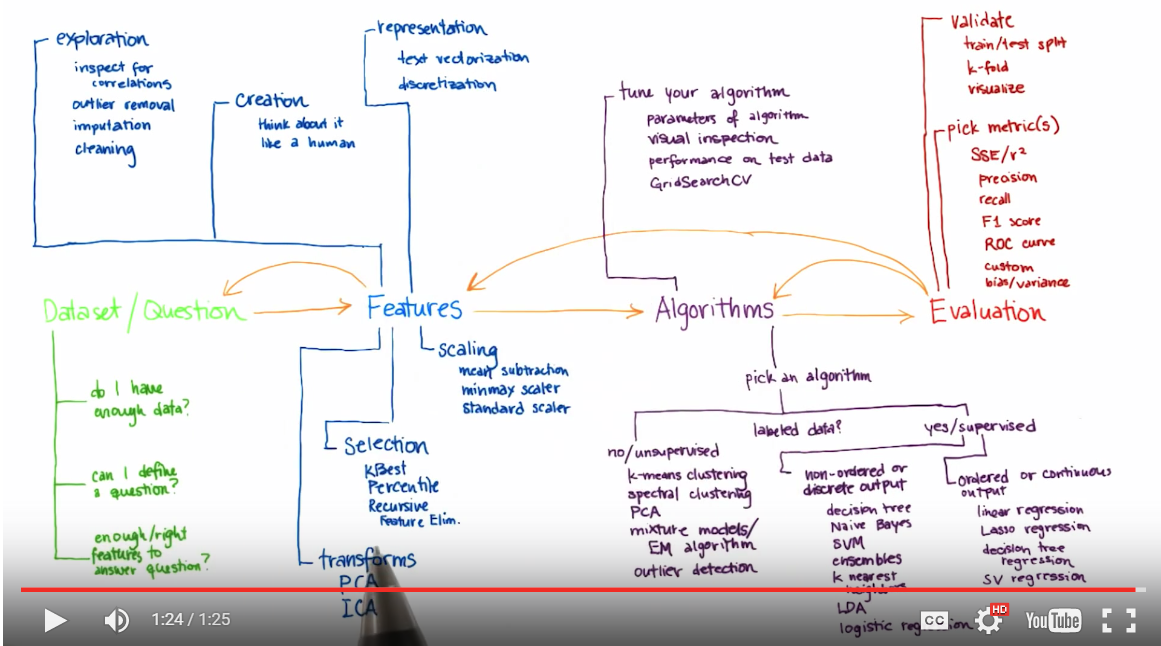 exploration
inspect for
correlations
outlier removal
imputation
cleaning
creation
think about it
like a human
representation
text vectorization
discretization
tune your algorithm
parameters of algorithm
visual inspection
performance on test data
GridSearchCV
validate
train/test split
k-fold
visualize
pick metric(s)
SSE/r²
precision
recall
F1 score
ROC curve
custom
bias/variance
Dataset/Question
Features
Algorithms
Evaluation
do I have
enough data?
can I define
a question?
enough/right
features to
answer question?
scaling
mean subtraction
minmax scaler
standard scaler
selection
KBest
Percentile
Recursive
Feature Elim.
transforms
PCA
ICA
pick an algorithm
labeled data?
no/unsupervised
k-means clustering
spectral clustering
PCA
mixture models/
EM algorithm
outlier detection
yes/supervised
non-ordered or
discrete output
decision tree
Naive Bayes
SVM
ensembles
k nearest
LDA
logistic
ordered or continuous
output
linear regression
Lasso regression
decision tree
regression
SV regression
1:24 / 1:25
CC
HD
YouTube